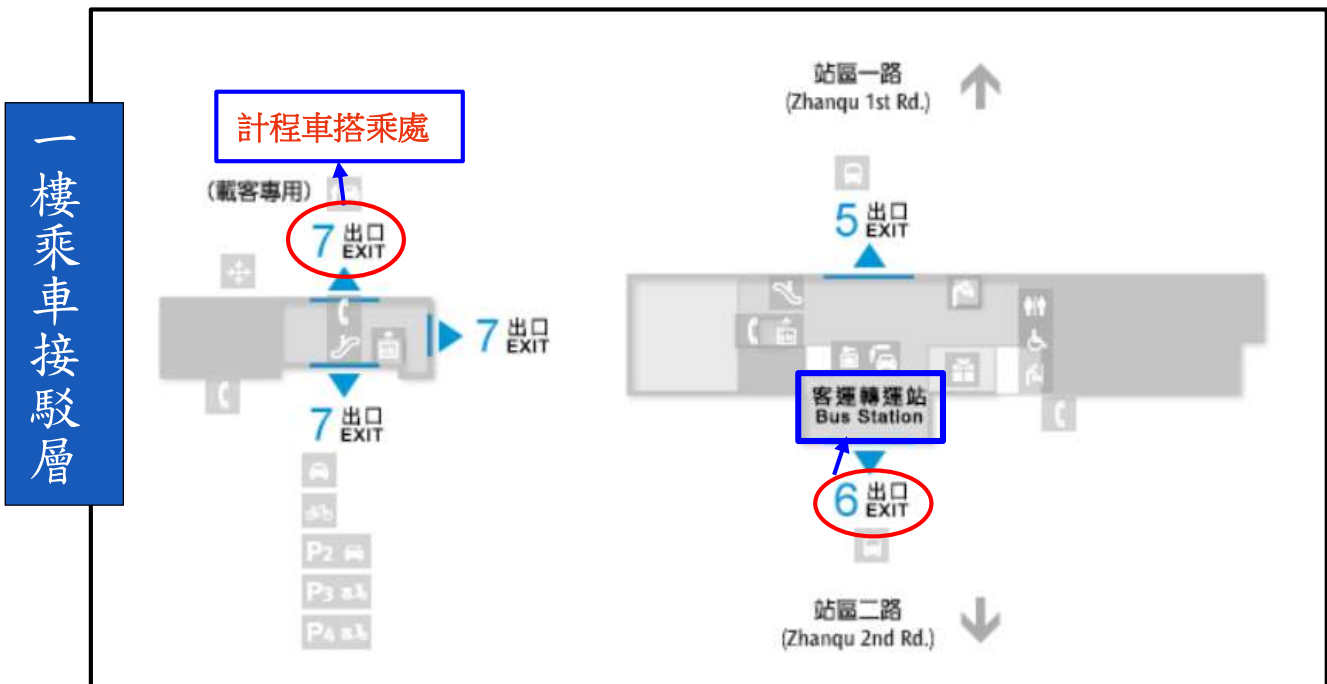 一樓乘車接駁層
計程車搭乘處
(載客專用)
7 出口
EXIT
7 出口
EXIT
7 出口
EXIT
P2
P3
P4
站區一路
(Zhanqu 1st Rd.)
5 出口
EXIT
客運轉運站
Bus Station
6 出口
EXIT
站區二路
(Zhanqu 2nd Rd.)